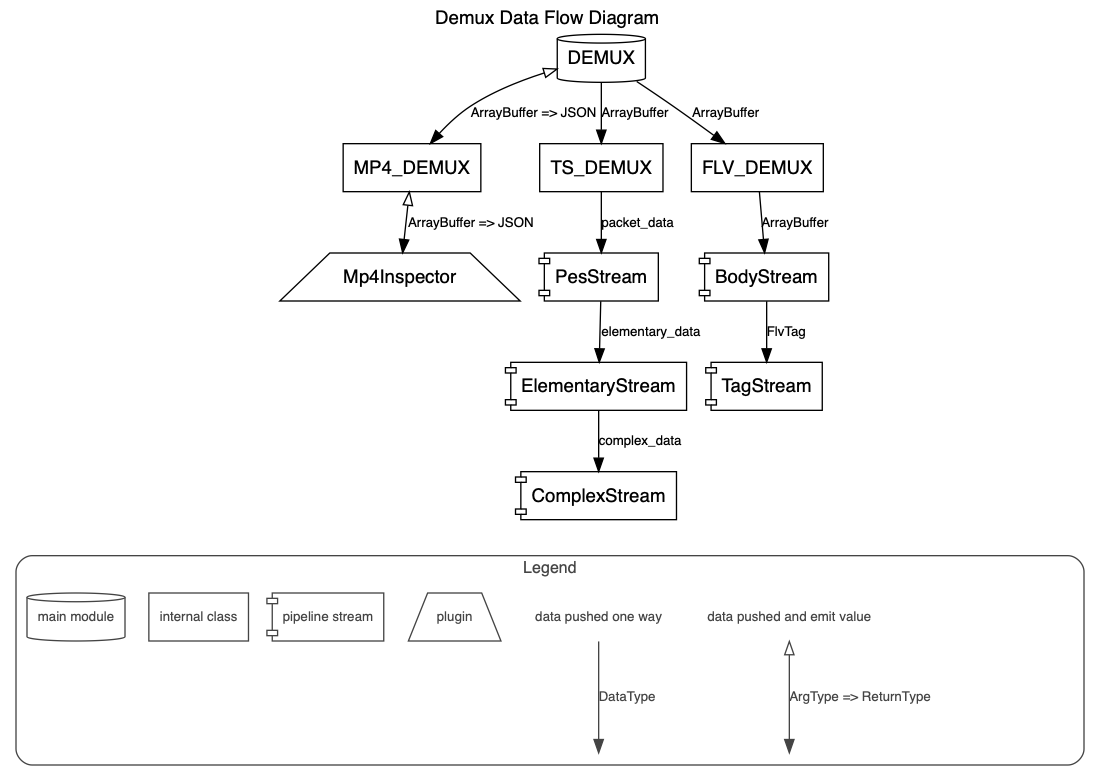 Demux Data Flow Diagram
DEMUX
ArrayBuffer => JSON
ArrayBuffer
ArrayBuffer
MP4_DEMUX
TS_DEMUX
FLV_DEMUX
ArrayBuffer => JSON
packet_data
ArrayBuffer
Mp4Inspector
PesStream
BodyStream
elementary_data
FlvTag
ElementaryStream
TagStream
complex_data
ComplexStream
Legend
main module
internal class
pipeline stream
plugin
data pushed one way
data pushed and emit value
DataType
ArgType => ReturnType